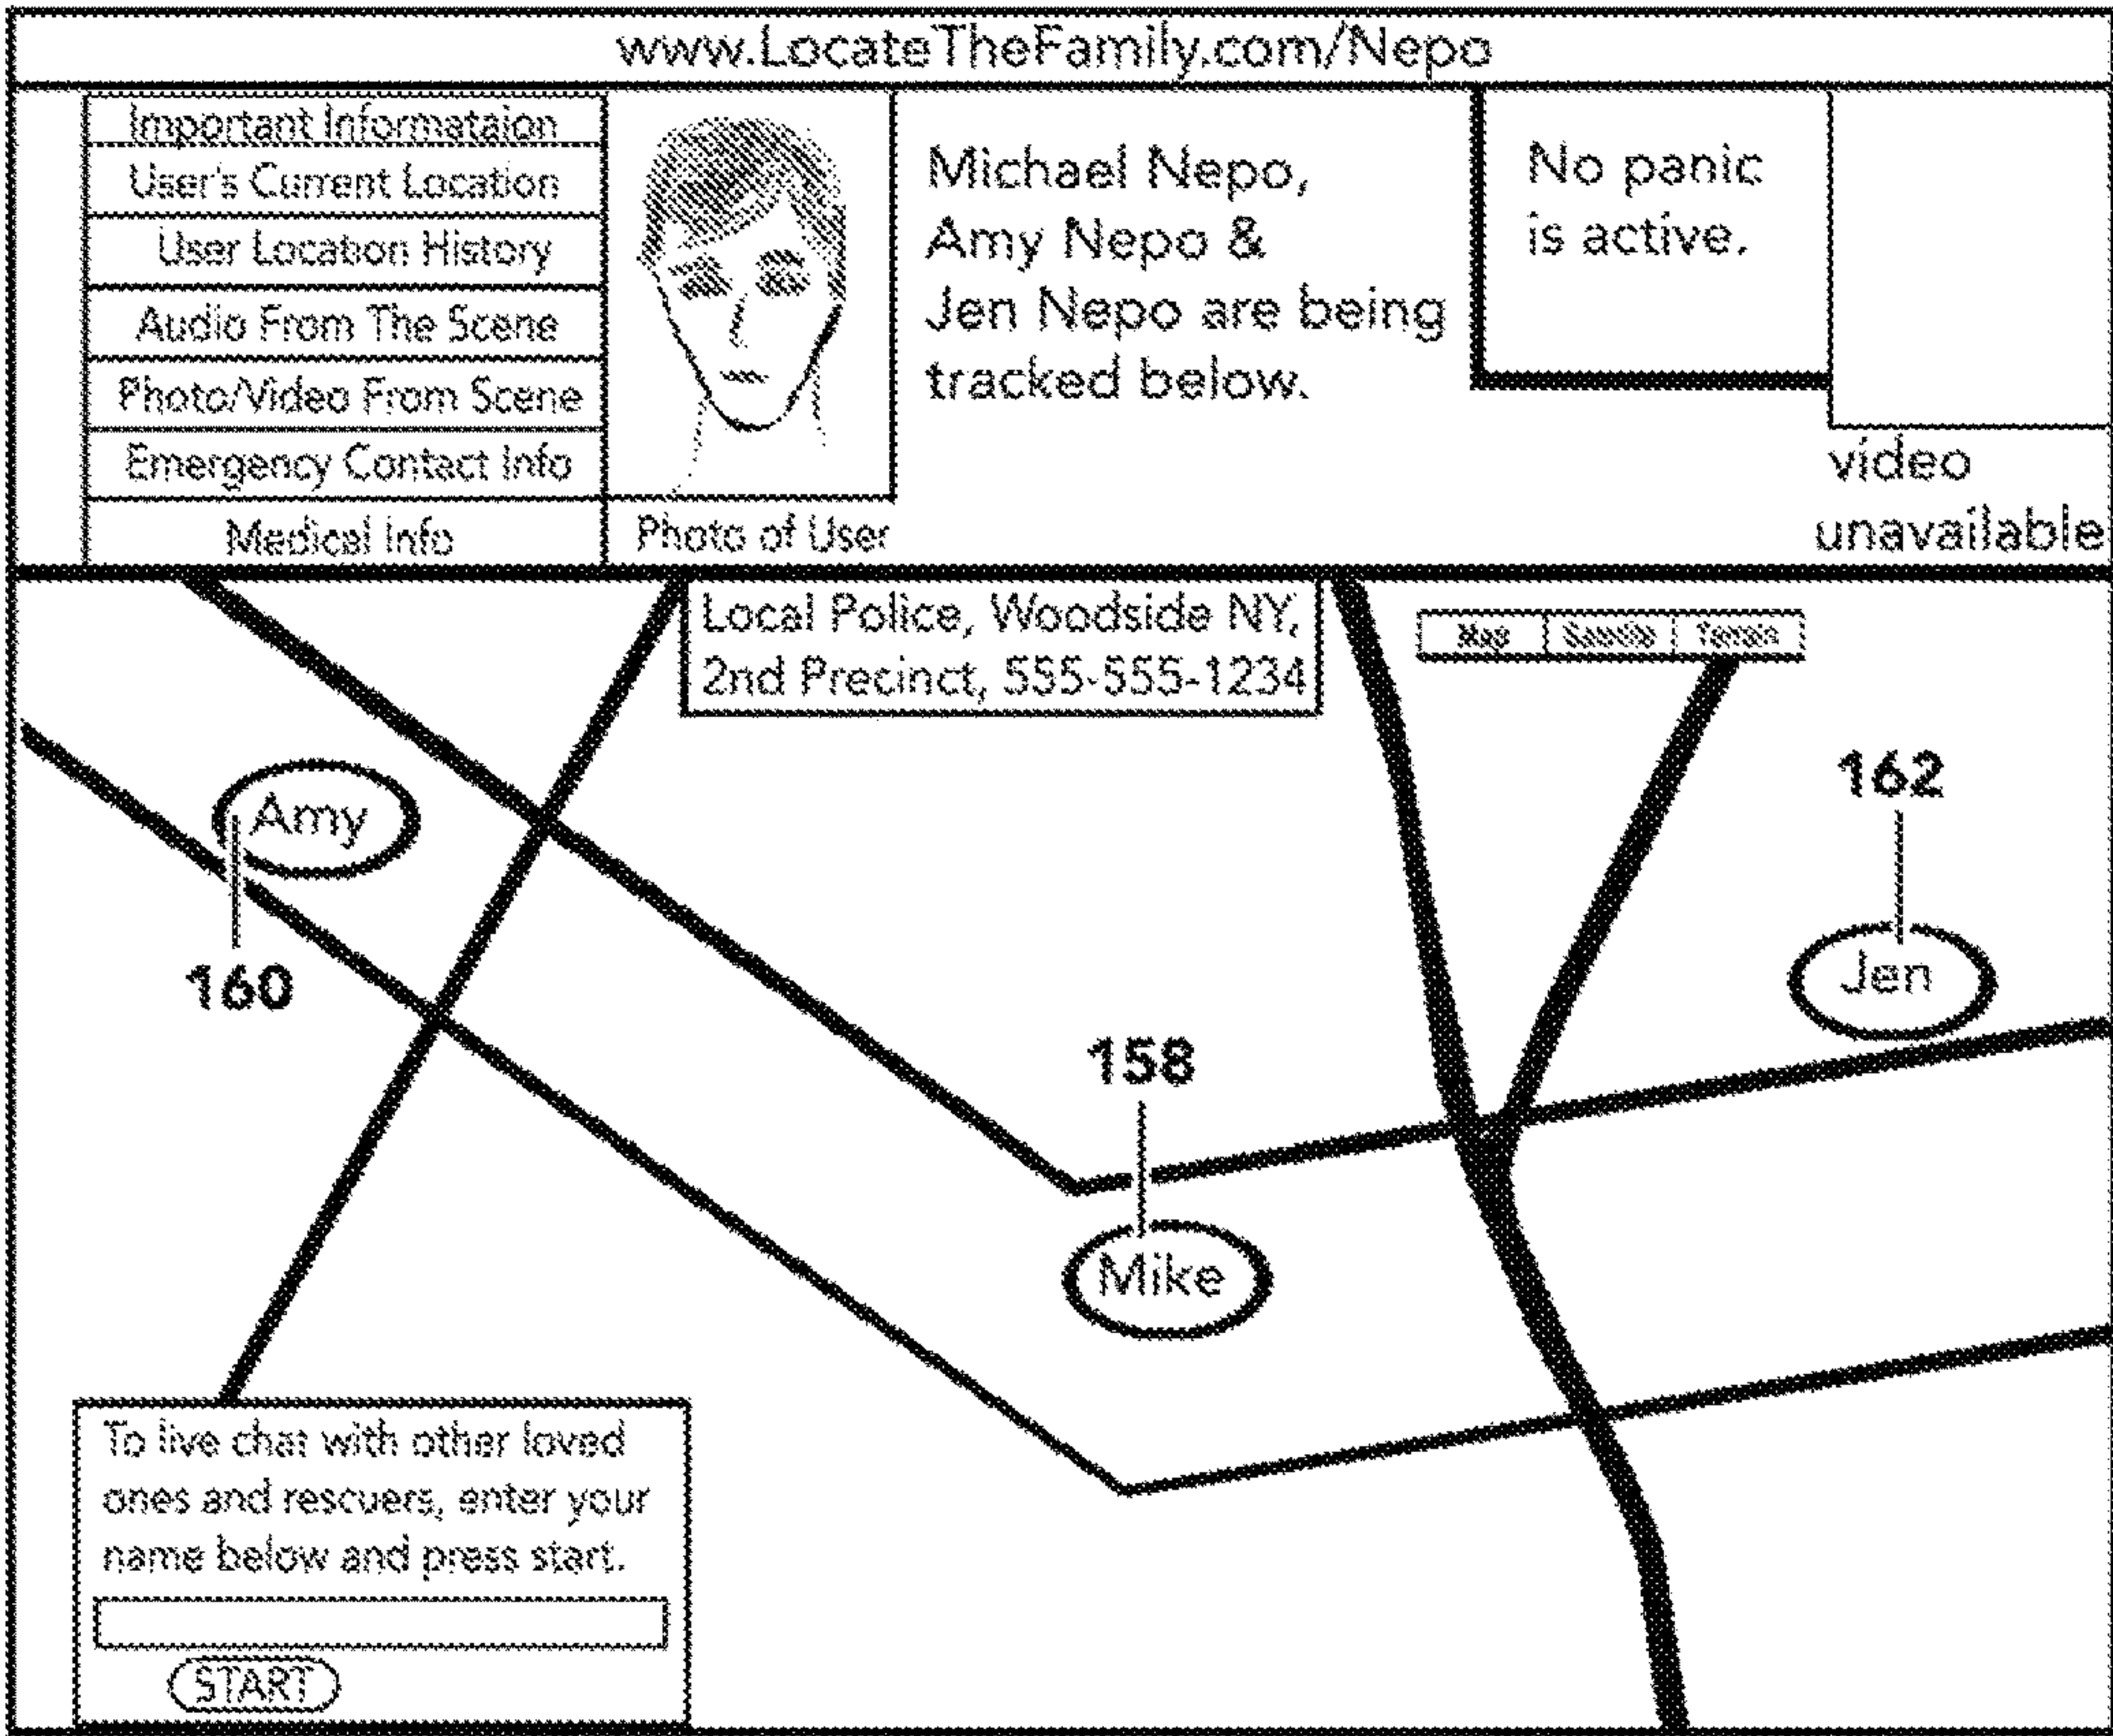 www.LocateTheFamily.com/Nepo
Important Informataion
User's Current Location
User Location History
Audio From The Scene
Photo/Video From Scene
Emergency Contact Info
Medical Info
Photo of User
Michael Nepo,
Amy Nepo &
Jen Nepo are being
tracked below.
No panic
is active.
video
unavailable
Local Police, Woodside NY,
2nd Precinct, 555-555-1234
Map Terrain
Amy
160
162
Jen
158
Mike
To live chat with other loved
ones and rescuers, enter your
name below and press start.
START